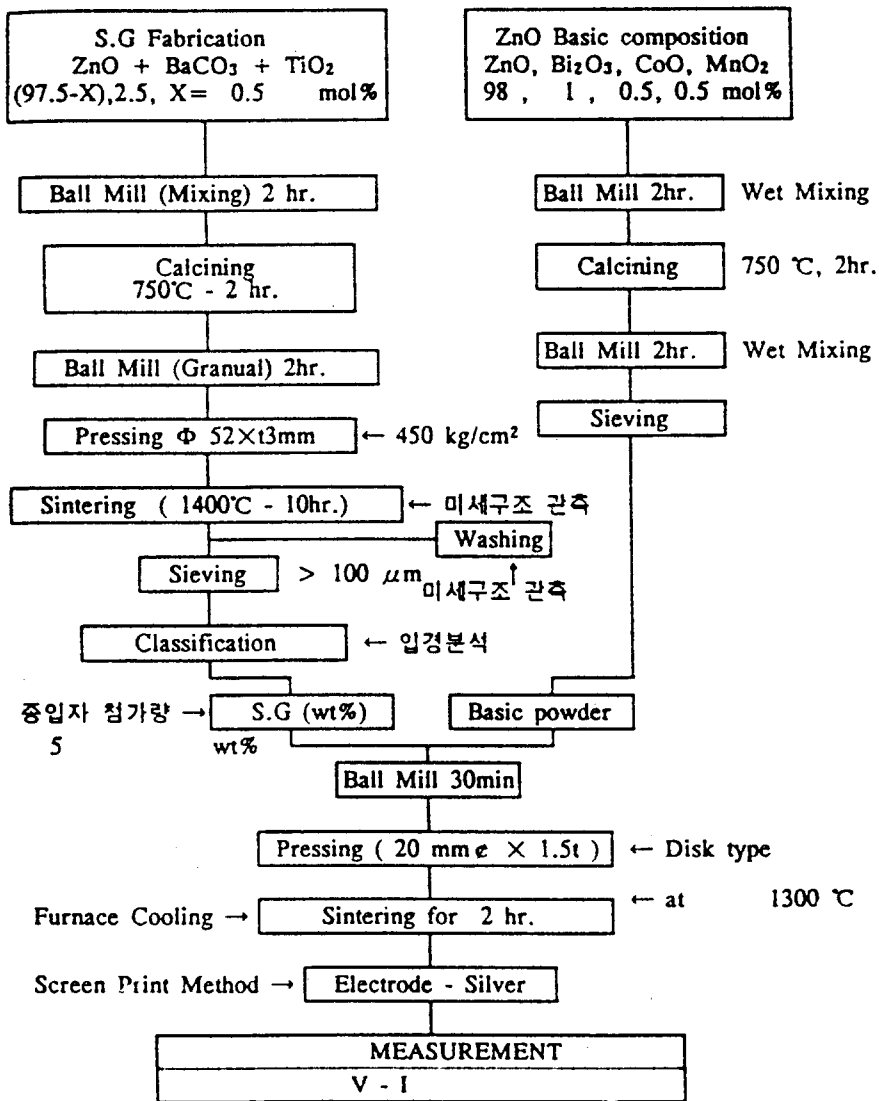 S.G Fabrication
ZnO + BaCO₃ + TiO₂
(97.5-X),2.5, X= 0.5 mol%
ZnO Basic composition
ZnO, Bi₂O₃, CoO, MnO₂
98 , 1 , 0.5, 0.5 mol%
Ball Mill (Mixing) 2 hr.
Ball Mill 2hr. Wet Mixing
Calcining
750℃ - 2 hr.
Calcining 750 ℃, 2hr.
Ball Mill (Granual) 2hr.
Ball Mill 2hr. Wet Mixing
Pressing Φ 52×t3mm ← 450 kg/cm²
Sieving
Sintering ( 1400℃ - 10hr.) ← 미세구조 관측
Washing
Sieving > 100 μm
미세구조 관측
Classification ← 입경분석
종입자 첨가량 → S.G (wt%)
5 wt%
Basic powder
Ball Mill 30min
Pressing ( 20 mm¢ × 1.5t ) ← Disk type
Furnace Cooling → Sintering for 2 hr. ← at 1300 ℃
Screen Print Method → Electrode - Silver
MEASUREMENT
V - I